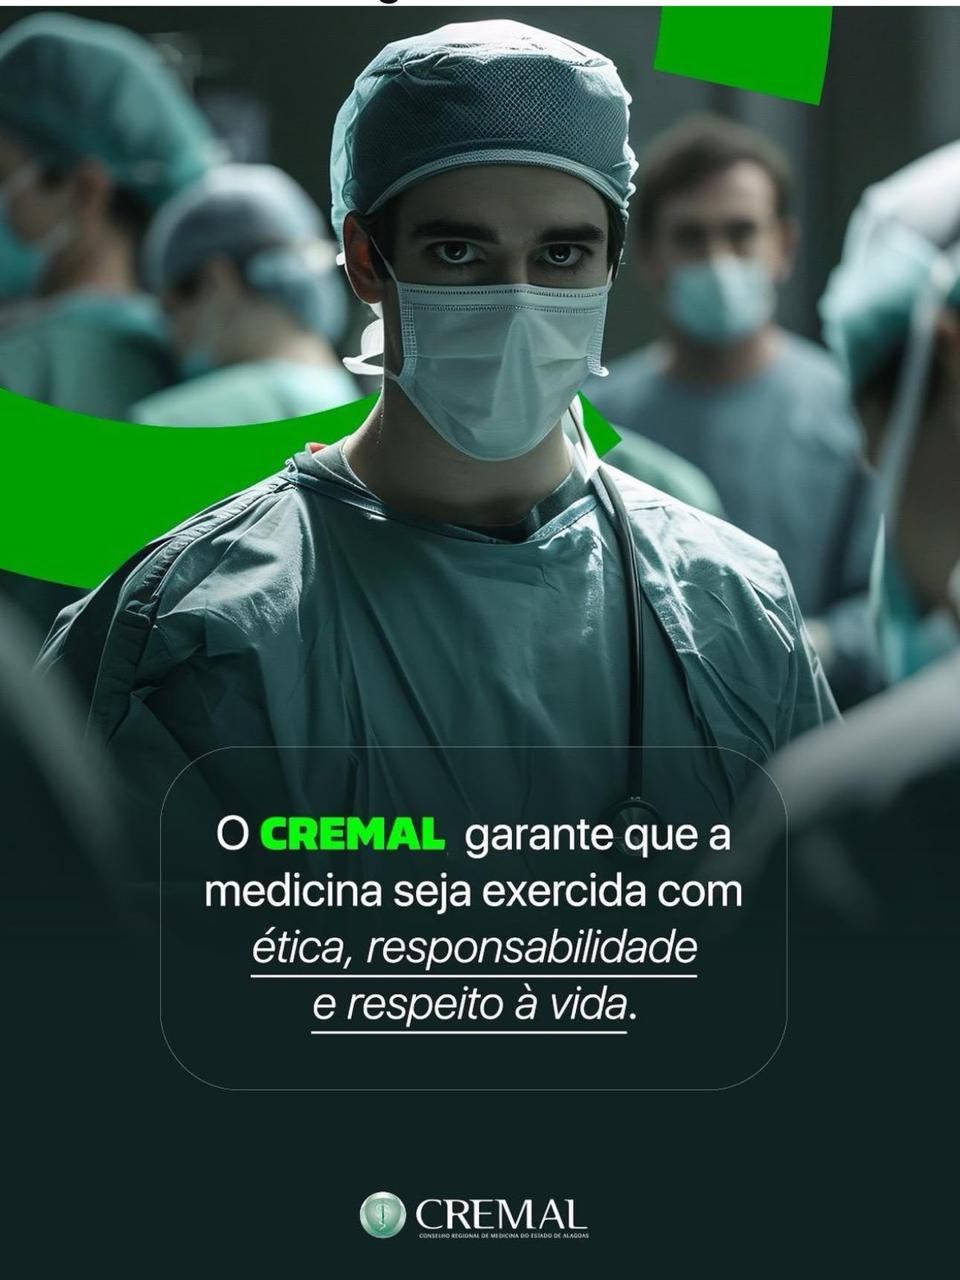 O CREMAL garante que a
medicina seja exercida com
ética, responsabilidade
e respeito à vida.
CREMAL
CONSELHO REGIONAL DE MEDICINA DO ESTADO DE ALAGOAS